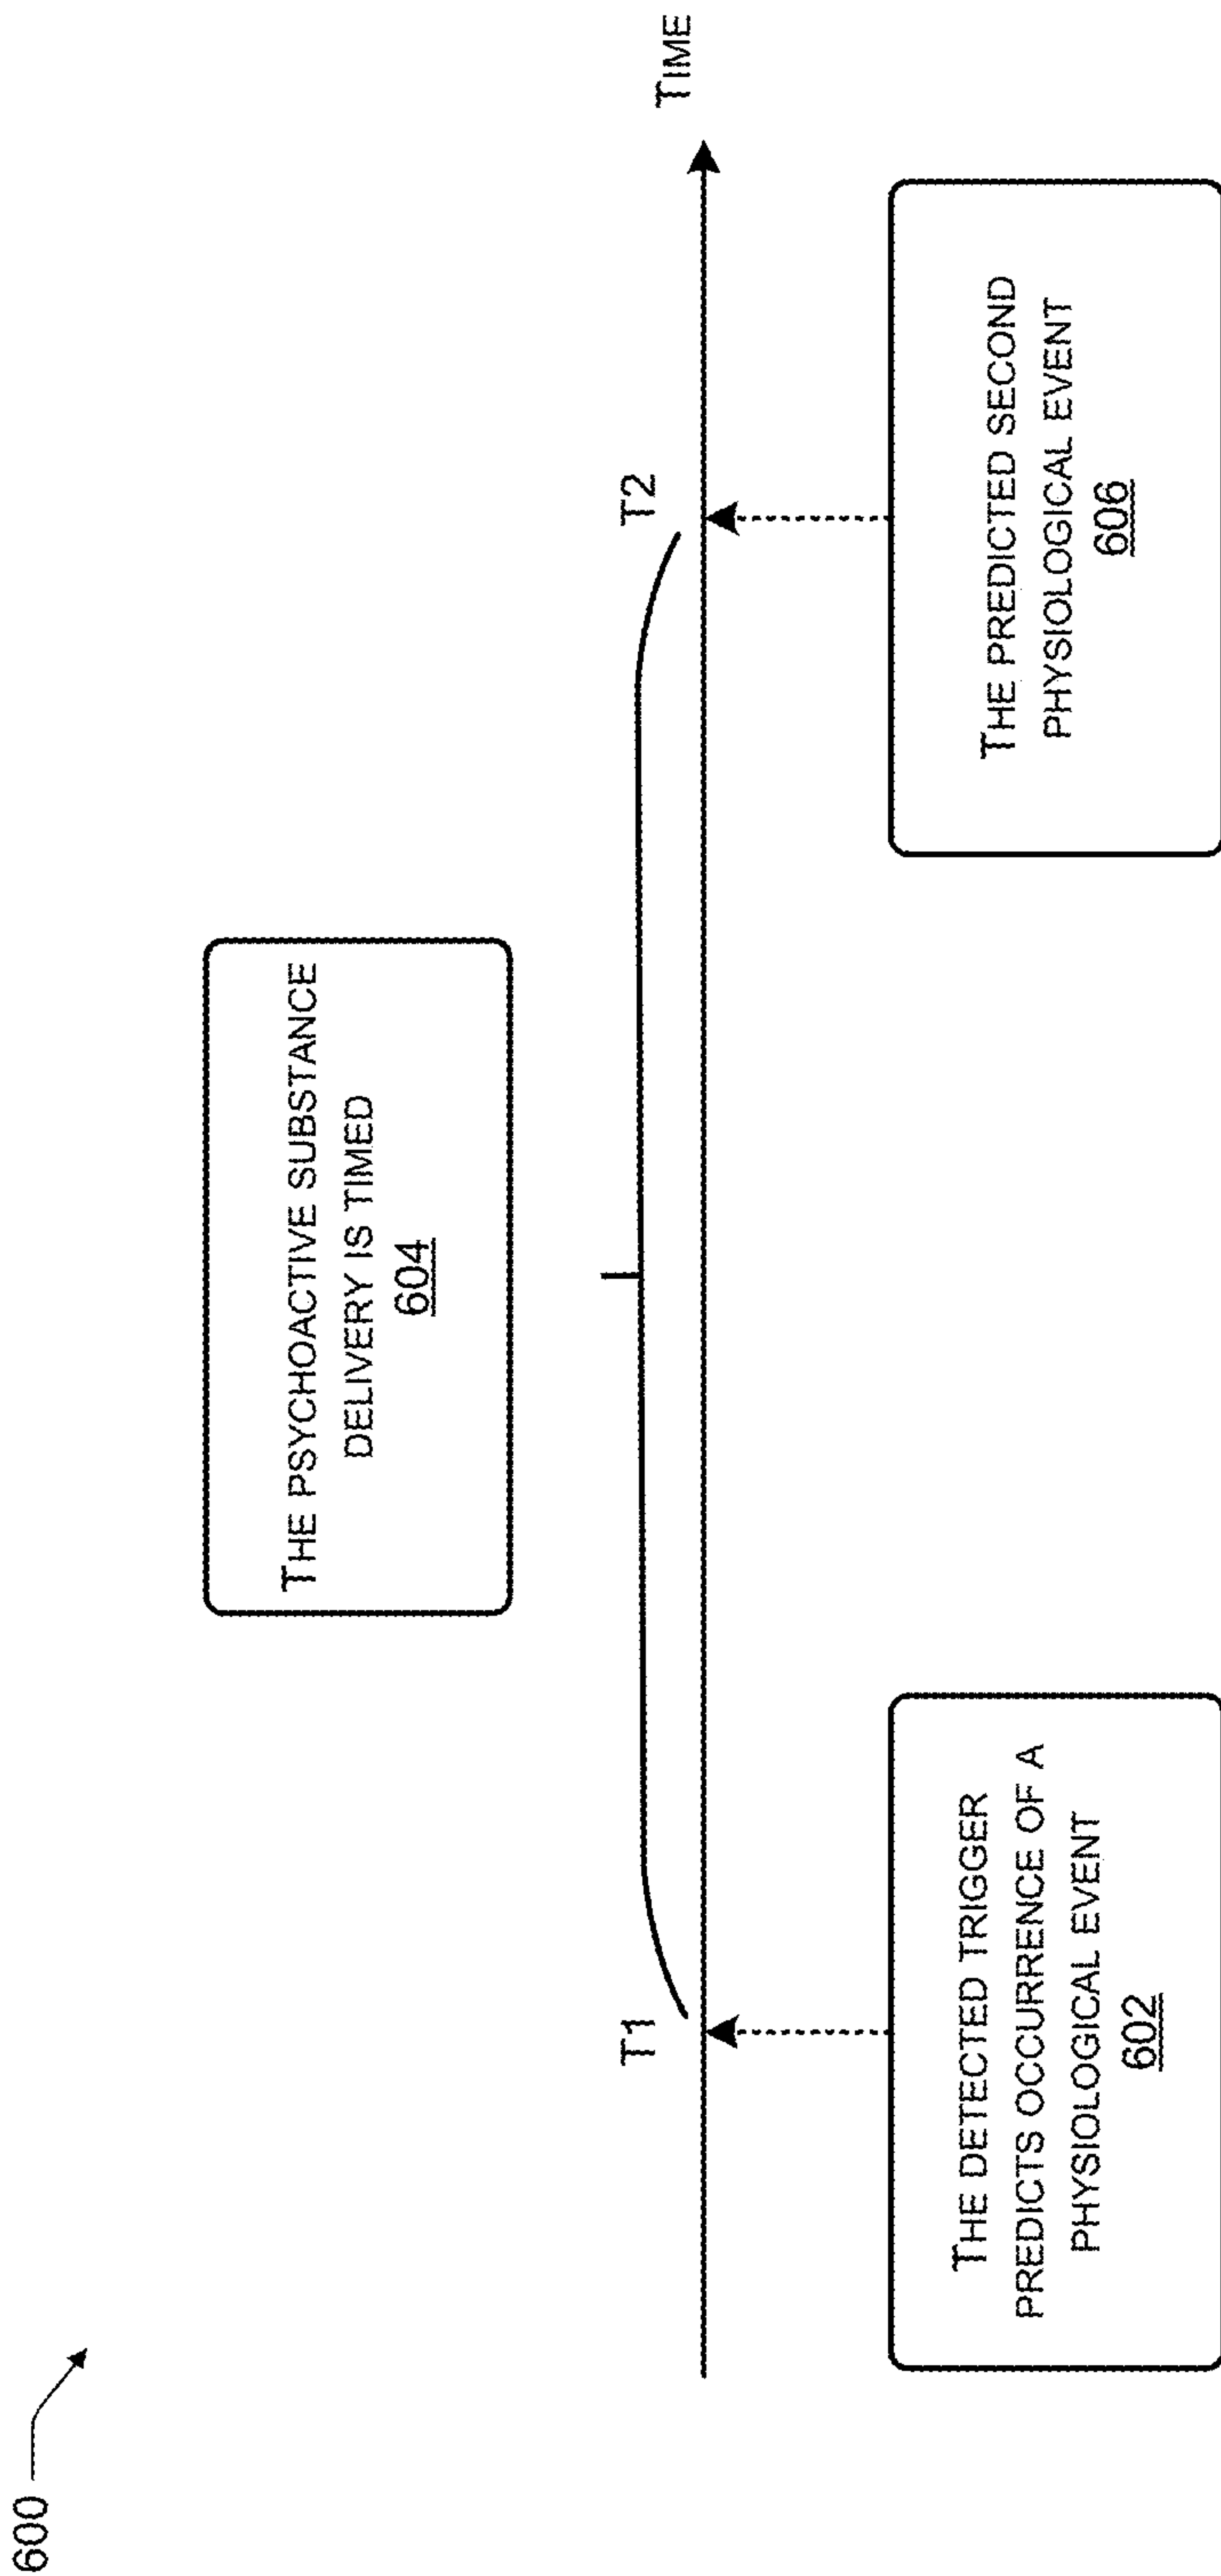 600
THE PSYCHOACTIVE SUBSTANCE
DELIVERY IS TIMED
604
T1
T2
TIME
THE DETECTED TRIGGER
PREDICTS OCCURRENCE OF A
PHYSIOLOGICAL EVENT
602
THE PREDICTED SECOND
PHYSIOLOGICAL EVENT
606